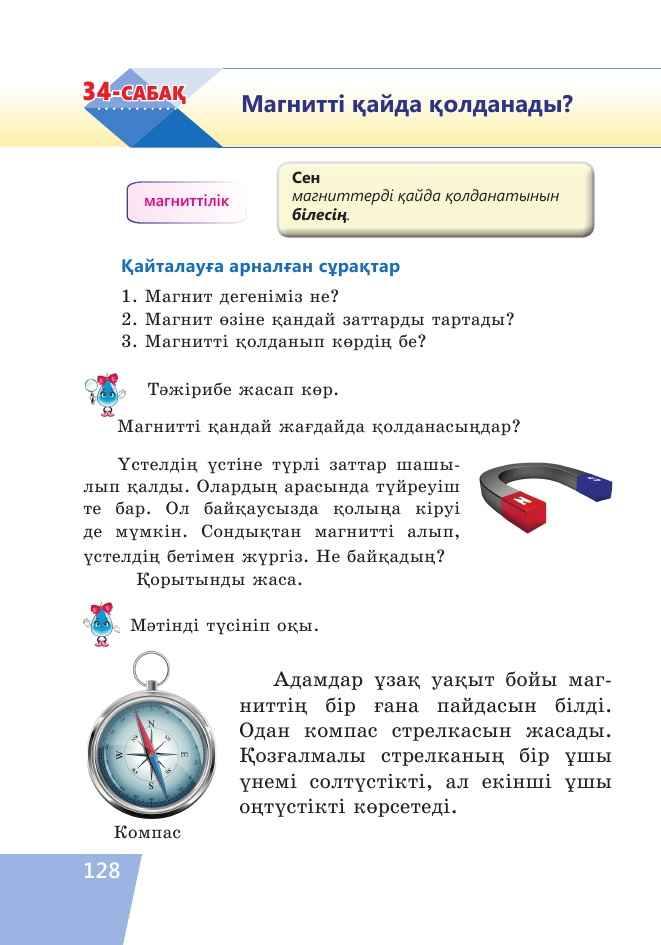 34-САБАҚ
Магнитті қайда қолданады?
магниттілік
Сен
магниттерді қайда қолданатынын
білесің.
Қайталауға арналған сұрақтар
1. Магнит дегеніміз не?
2. Магнит өзіне қандай заттарды тартады?
3. Магнитті қолданып көрдің бе?
Тәжірибе жасап көр.
Магнитті қандай жағдайда қолданасыңдар?
Үстелдің үстіне түрлі заттар шашы-
лып қалды. Олардың арасында түйреуіш
те бар. Ол байқаусызда қолыңа кіруі
де мүмкін. Сондықтан магнитті алып,
үстелдің бетімен жүргіз. Не байқадың?
Қорытынды жаса.
N
S
Мәтінді түсініп оқы.
Адамдар ұзақ уақыт бойы маг-
ниттің бір ғана пайдасын білді.
Одан компас стрелкасын жасады.
Қозғалмалы стрелканың бір ұшы
үнемі солтүстікті, ал екінші ұшы
оңтүстікті көрсетеді.
N
W
E
S
Компас
128